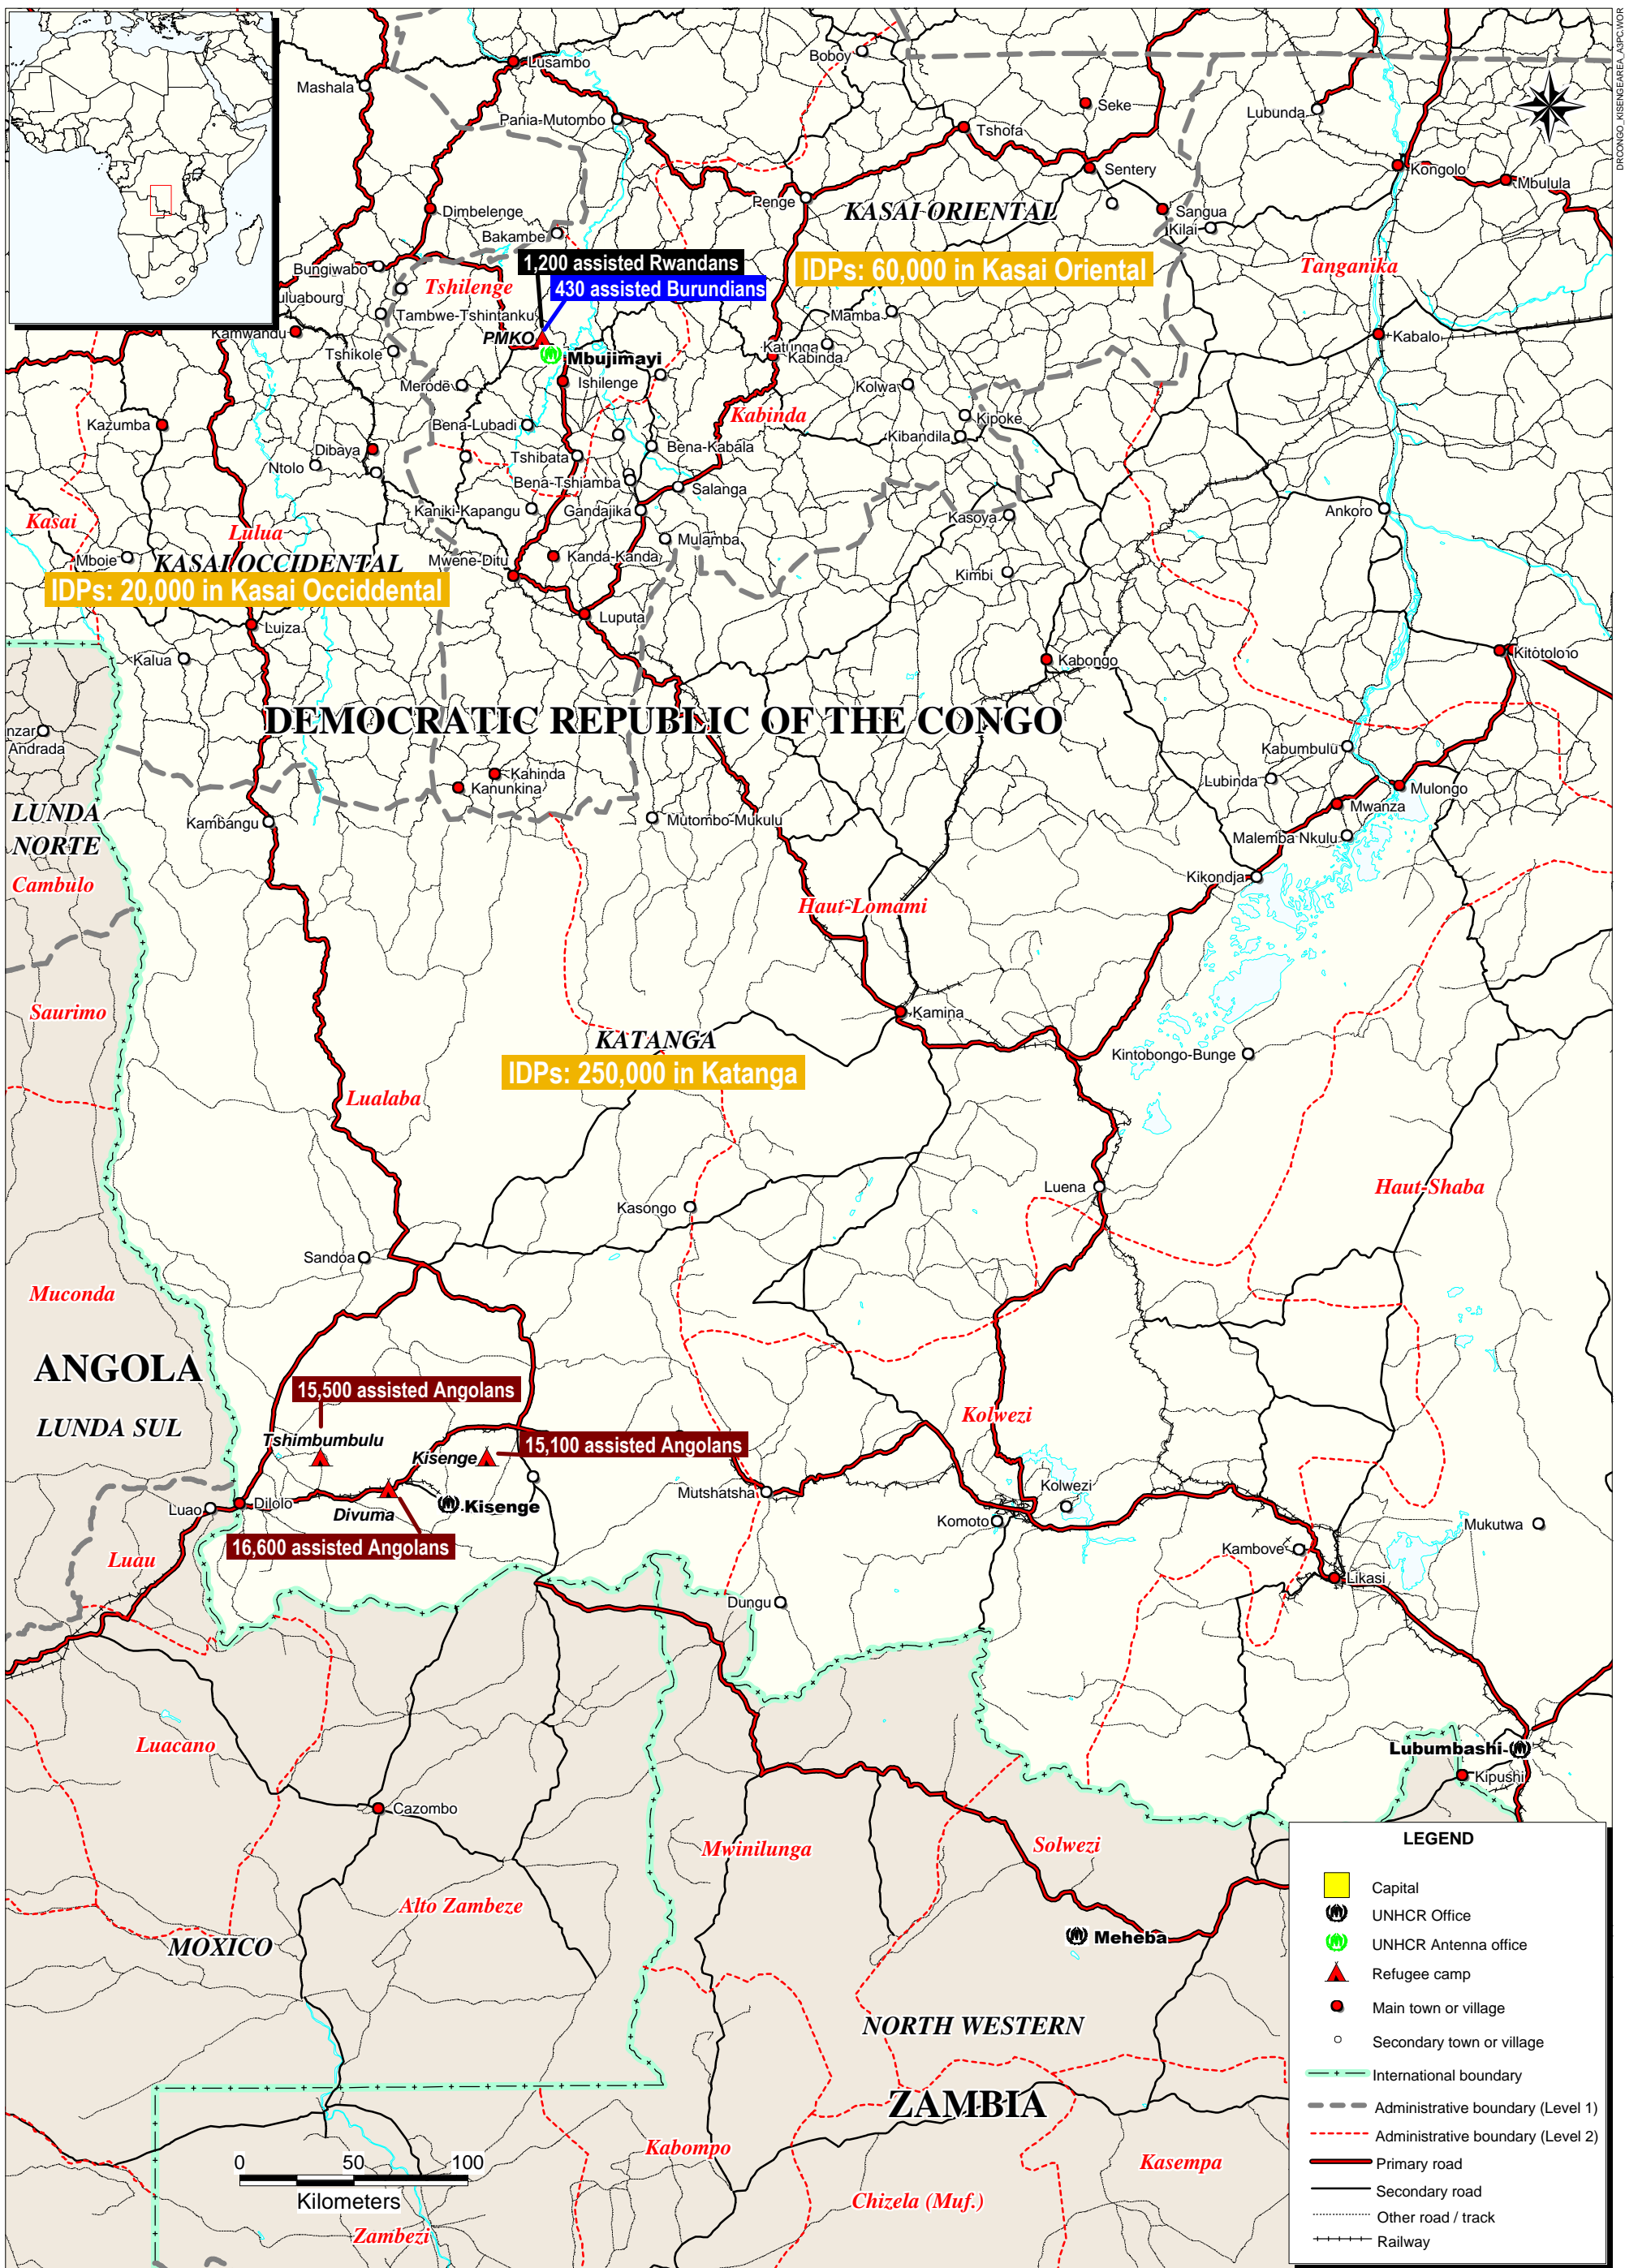 DRCONGO_KISENGEAREA_A3PC.WOR
Lusambo
Boboy
Mashala
Seke
Lubunda
Pania-Mutombo
Tshofa
Sentery
Kongolo
Mbulula
Penge
KASAI ORIENTAL
Dimbelenge
Sangua
Kilai
Bakambe
1,200 assisted Rwandans
IDPs: 60,000 in Kasai Oriental
Tanganika
Bungiwabo
Tshilenge
430 assisted Burundians
uluabourg
Tambwe-Tshintanku
Mamba
Kamwandu
PMKO
Kabalo
Tshikole
Mbujimayi
Katunga
Kabinda
Merode
Ishilenge
Kolwa
Kazumba
Bena-Lubadi
Kabinda
Kipoke
Kibandila
Dibaya
Bena-Kabala
Ntolo
Tshibata
Bena-Tshiamba
Salanga
Kaniki-Kapangu
Gandajika
Kasoya
Ankoro
Kasai
Lulua
Mulamba
Mboie
KASAI OCCIDENTAL
Mwene-Ditu
Kanda-Kanda
Kimbi
IDPs: 20,000 in Kasai Occiddental
Luputa
Luiza
Kalua
Kabongo
Kitotolo
DEMOCRATIC REPUBLIC OF THE CONGO
nzar
Andrada
Kabumbulu
Kahinda
Kanunkina
Lubinda
Mulongo
Mwanza
LUNDA
NORTE
Kambangu
Mutombo-Mukulu
Malemba-Nkulu
Cambulo
Kikondja
Haut-Lomami
Saurimo
Kamina
KATANGA
Kintobongo-Bunge
IDPs: 250,000 in Katanga
Lualaba
Luena
Haut-Shaba
Kasongo
Sandoa
Muconda
ANGOLA
15,500 assisted Angolans
LUNDA SUL
Tshimbumbulu
Kolwezi
Kisenge
15,100 assisted Angolans
Mutshatsha
Kolwezi
Luao
Dilolo
Divuma
Kisenge
Komoto
Mukutwa
16,600 assisted Angolans
Luau
Kambove
Likasi
Dungu
Luacano
Lubumbashi
Kipushi
Cazombo
Mwinilunga
Solwezi
Alto Zambeze
MOXICO
Meheba
NORTH WESTERN
ZAMBIA
Kabompo
Kasempa
Chizela (Muf.)
Zambezi
0 50 100
Kilometers
LEGEND
Capital
UNHCR Office
UNHCR Antenna office
Refugee camp
Main town or village
Secondary town or village
International boundary
Administrative boundary (Level 1)
Administrative boundary (Level 2)
Primary road
Secondary road
Other road / track
Railway